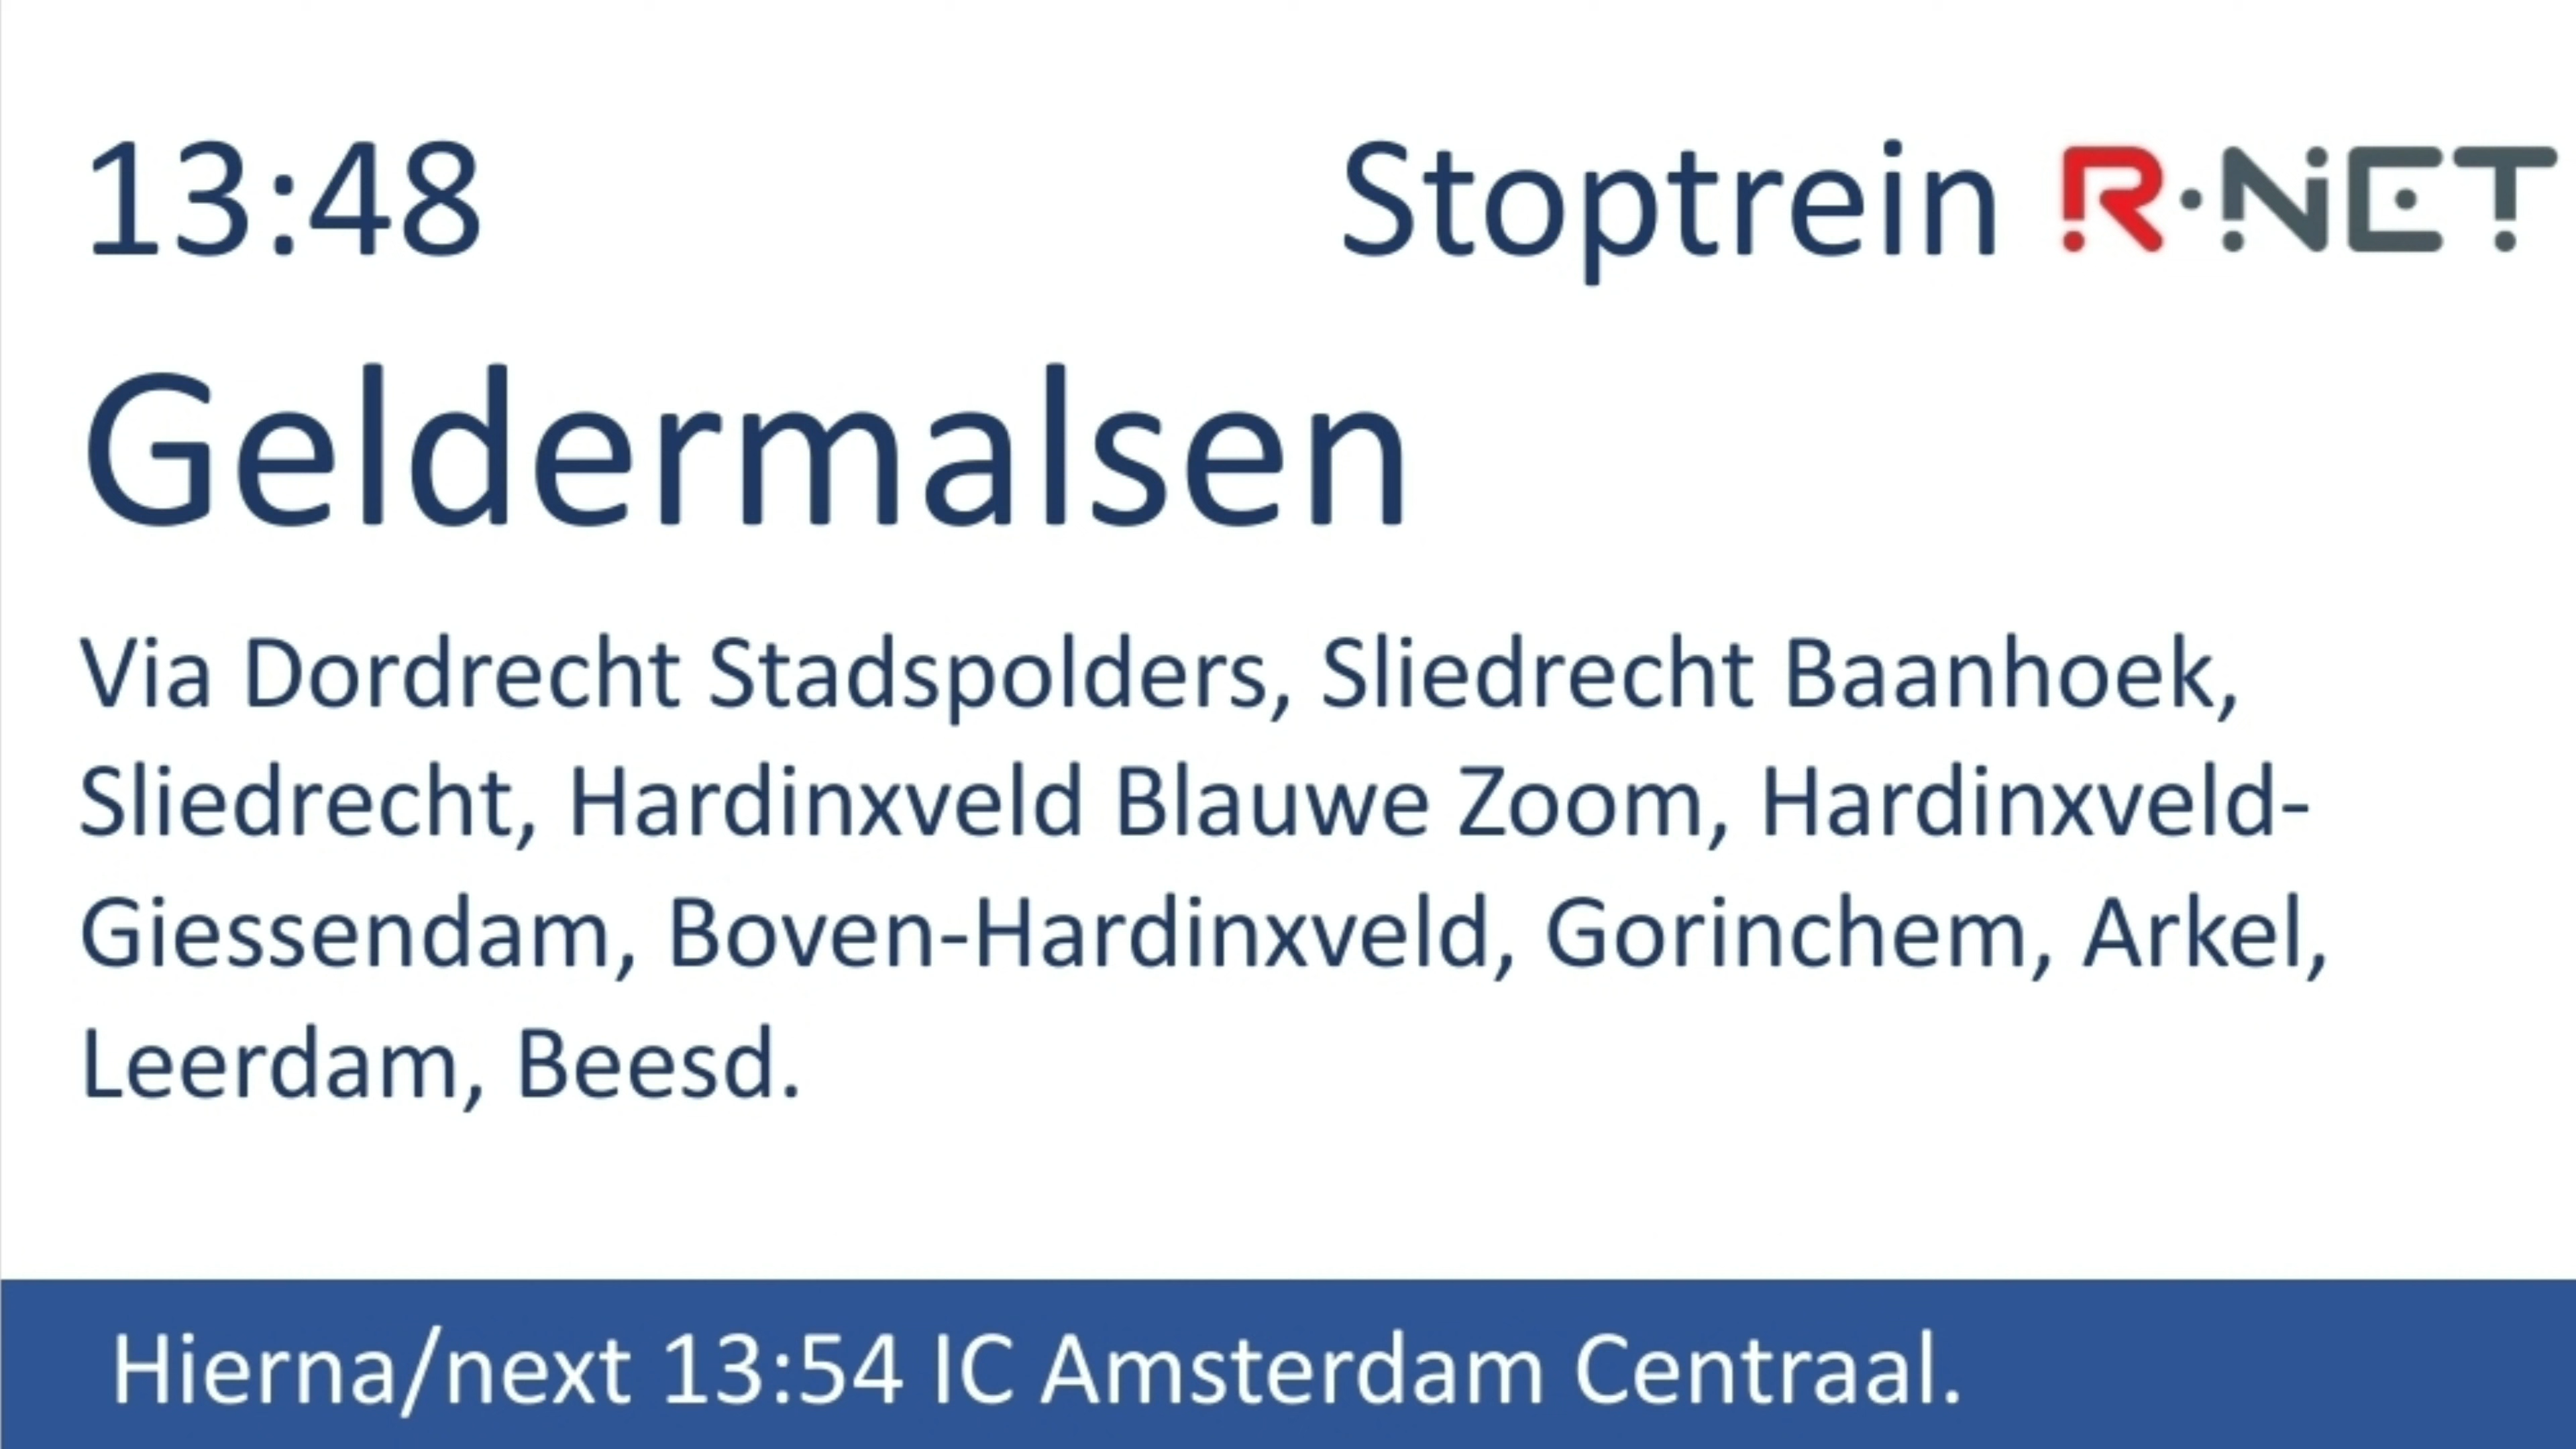 13:48 Stoptrein R·NET
Geldermalsen
Via Dordrecht Stadspolders, Sliedrecht Baanhoek,
Sliedrecht, Hardinxveld Blauwe Zoom, Hardinxveld-
Giessendam, Boven-Hardinxveld, Gorinchem, Arkel,
Leerdam, Beesd.
Hierna/next 13:54 IC Amsterdam Centraal.